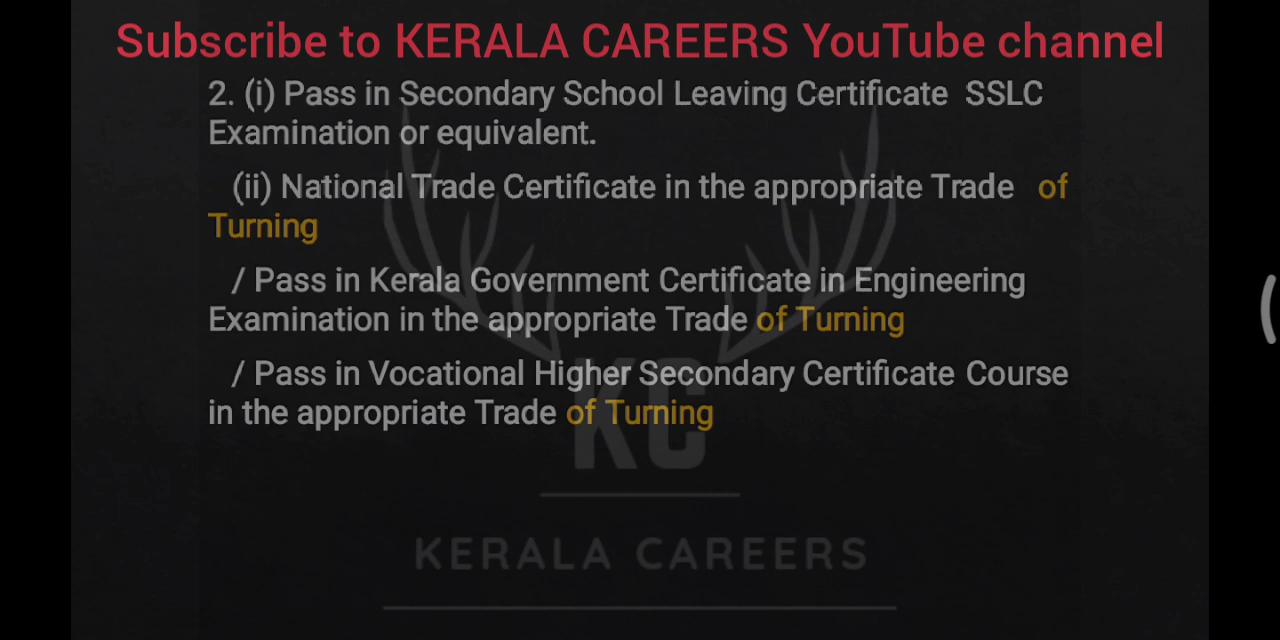 Subscribe to KERALA CAREERS YouTube channel
2. (i) Pass in Secondary School Leaving Certificate SSLC
Examination or equivalent.
(ii) National Trade Certificate in the appropriate Trade of
Turning
/ Pass in Kerala Government Certificate in Engineering
Examination in the appropriate Trade of Turning
/ Pass in Vocational Higher Secondary Certificate Course
in the appropriate Trade of Turning
KC
KERALA CAREERS